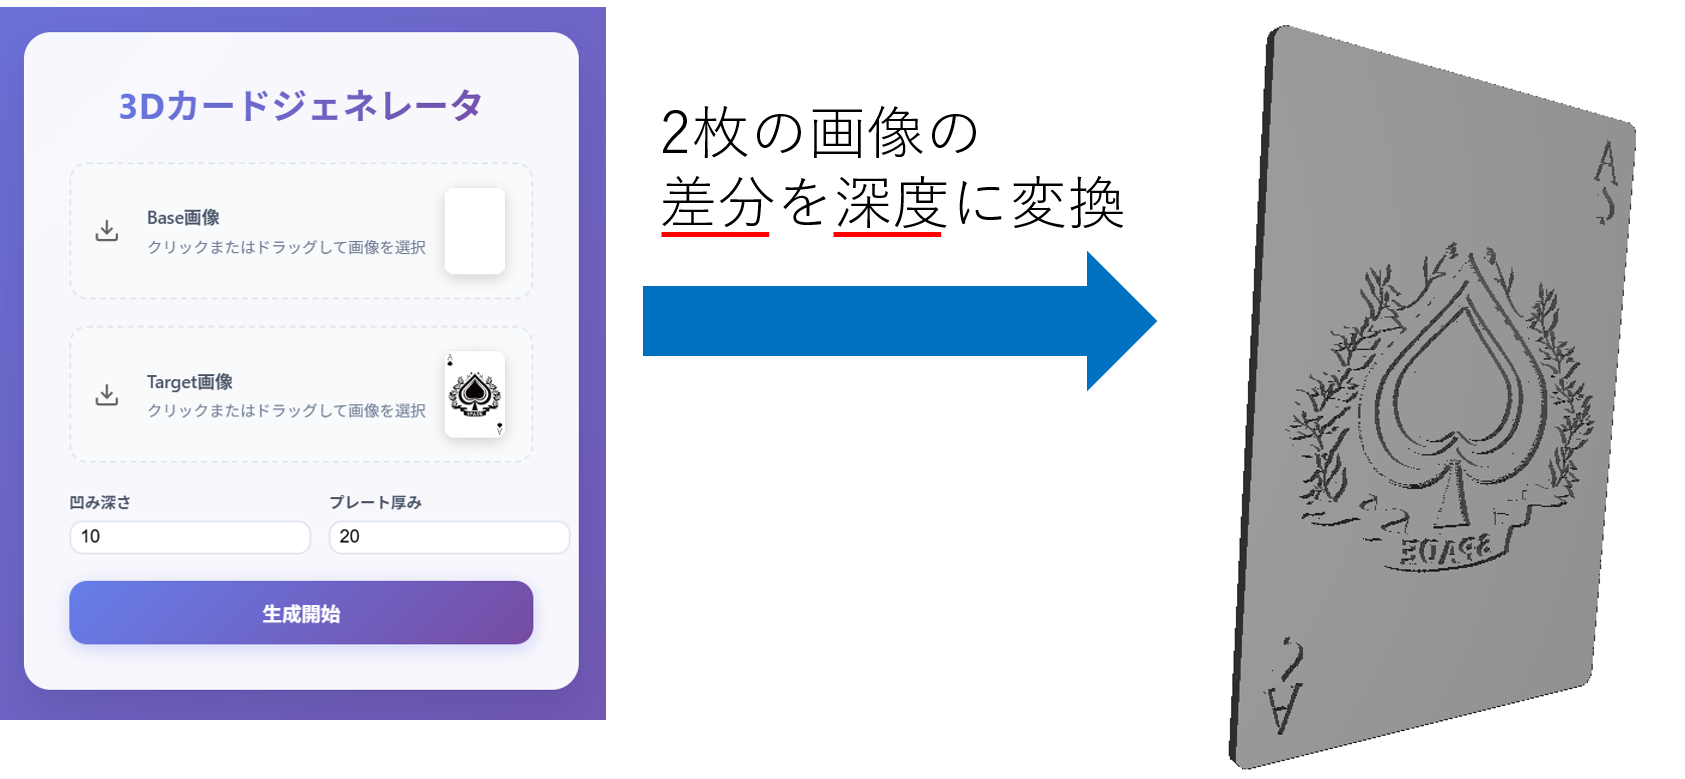 3Dカードジェネレータ
Base画像
クリックまたはドラッグして画像を選択
Target画像
クリックまたはドラッグして画像を選択
A
SPADE
A
凹み深さ
プレート厚み
10
20
生成開始
2枚の画像の
差分を深度に変換
A
SPADE
A